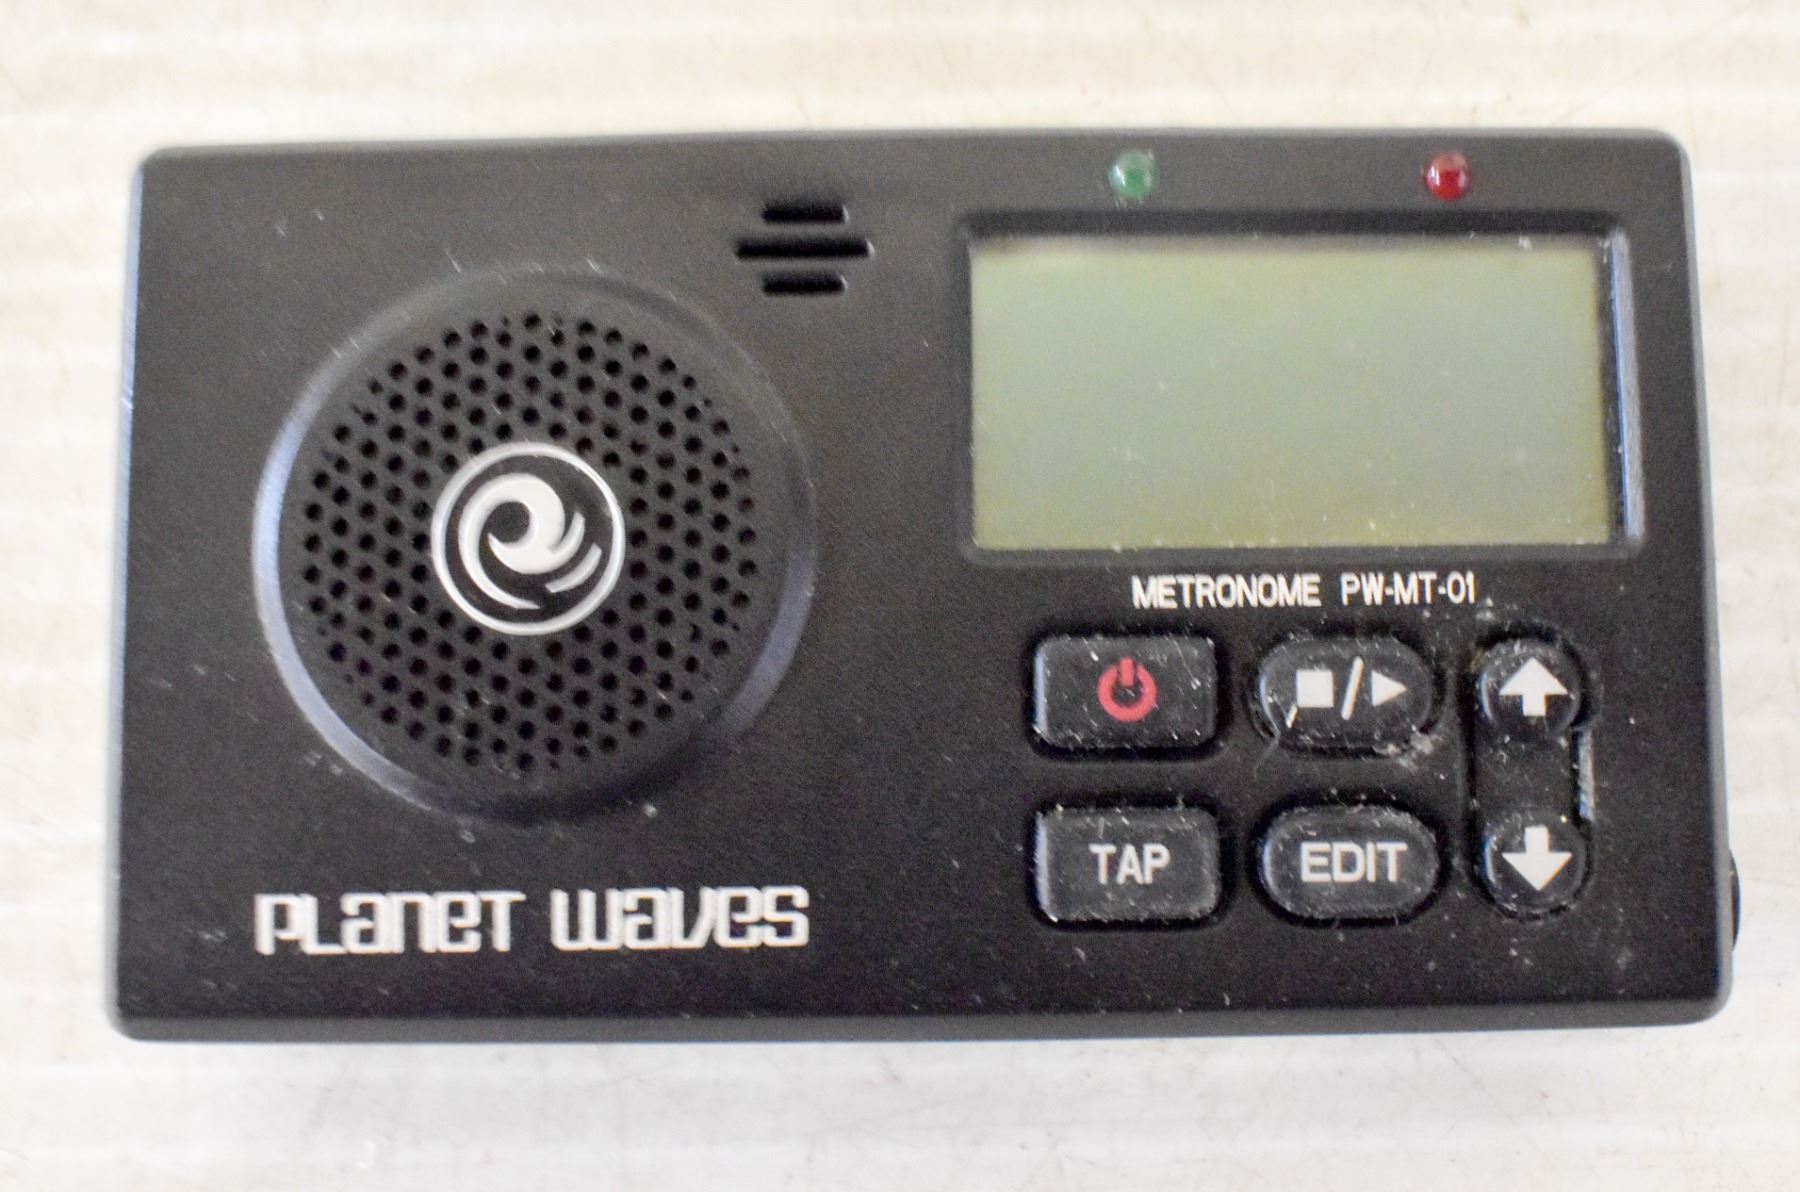 METRONOME PW-MT-01
TAP
EDIT
PLANET WAVES